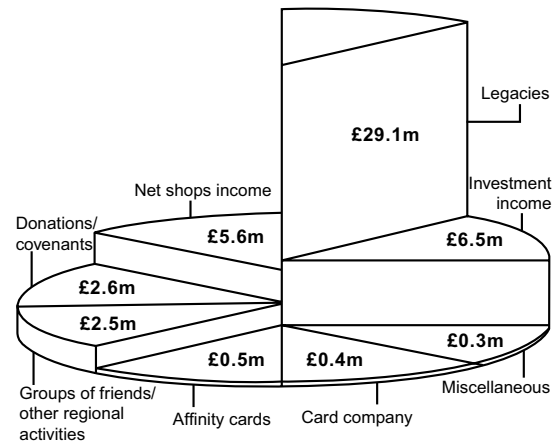 Legacies
£29.1m
Net shops income
Investment
income
Donations/
covenants
£5.6m
£6.5m
£2.6m
£2.5m
£0.3m
£0.5m
£0.4m
Miscellaneous
Groups of friends/
other regional
activities
Affinity cards
Card company